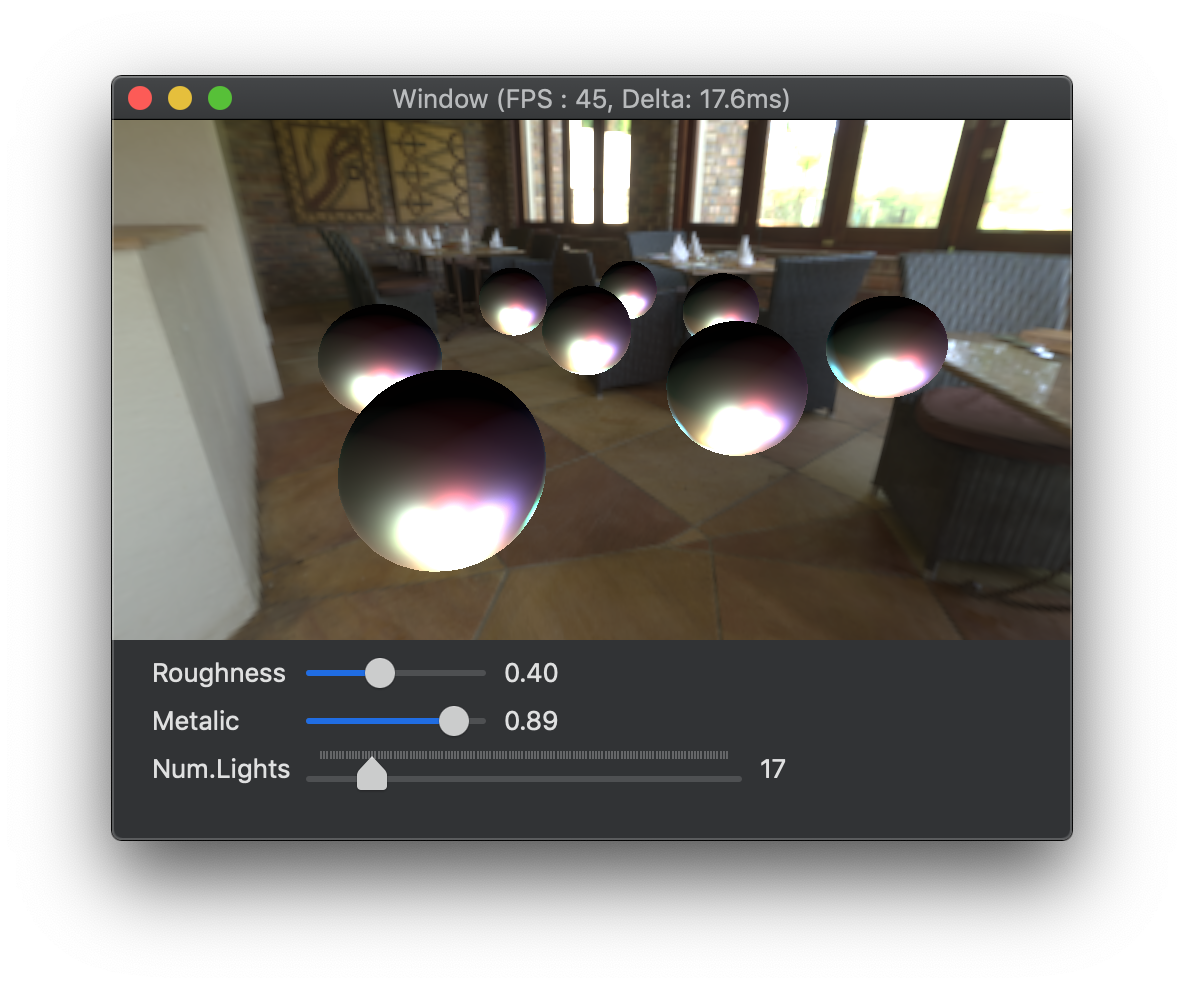 Window (FPS : 45, Delta: 17.6ms)
Roughness 0.40
Metalic 0.89
Num.Lights 17